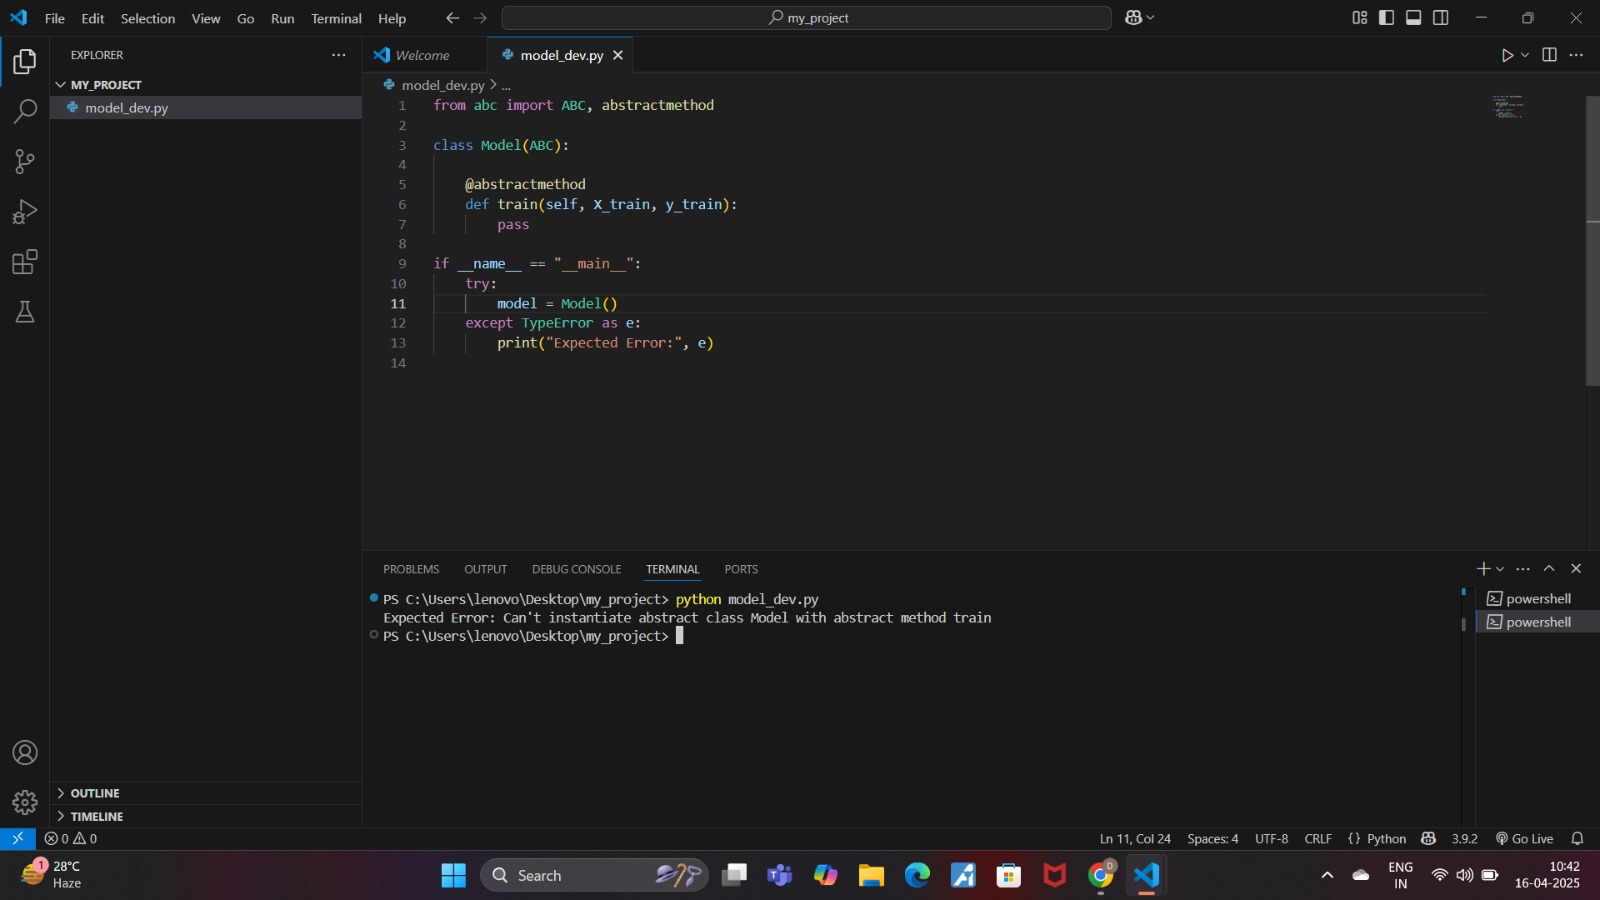 File Edit Selection View Go Run Terminal Help
my_project
EXPLORER
MY_PROJECT
model_dev.py
OUTLINE
TIMELINE
Welcome
model_dev.py
model_dev.py > ...
1 from abc import ABC, abstractmethod
2
3 class Model(ABC):
4
5 @abstractmethod
6 def train(self, X_train, y_train):
7 pass
8
9 if __name__ == "__main__":
10 try:
11 model = Model()
12 except TypeError as e:
13 print("Expected Error:", e)
14
PROBLEMS OUTPUT DEBUG CONSOLE TERMINAL PORTS
PS C:\Users\lenovo\Desktop\my_project> python model_dev.py
Expected Error: Can't instantiate abstract class Model with abstract method train
PS C:\Users\lenovo\Desktop\my_project>
powershell
powershell
0 0
Ln 11, Col 24 Spaces: 4 UTF-8 CRLF {} Python 3.9.2 Go Live
1
28°C
Haze
Search
D
ENG
IN
10:42
16-04-2025